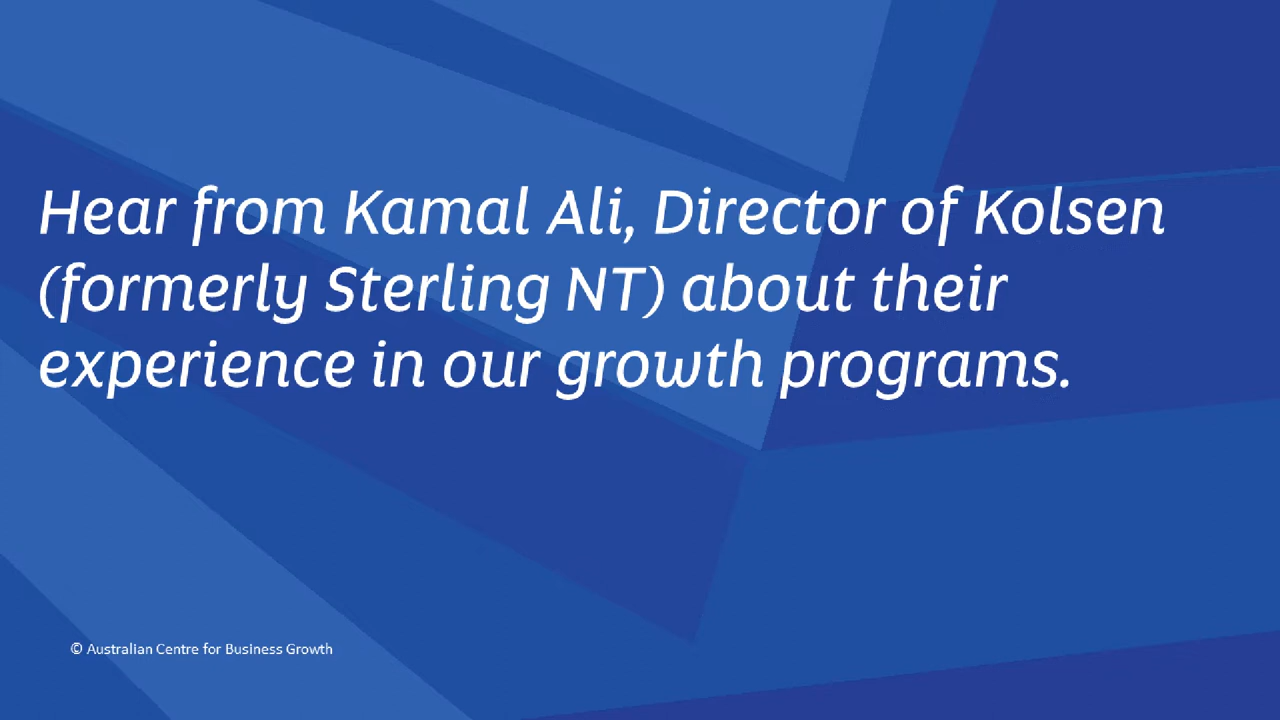 Hear from Kamal Ali, Director of Kolsen
(formerly Sterling NT) about their
experience in our growth programs.
© Australian Centre for Business Growth